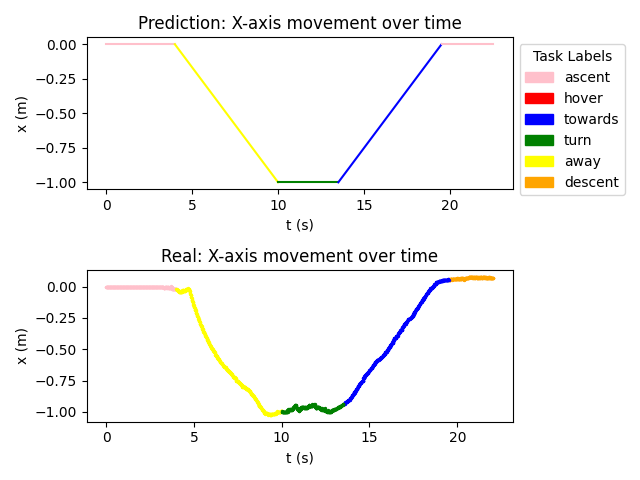 Prediction: X-axis movement over time
0.00
−0.25
−0.50
−0.75
−1.00
x (m)
0 5 10 15 20
t (s)
Task Labels
ascent
hover
towards
turn
away
descent
Real: X-axis movement over time
0.00
−0.25
−0.50
−0.75
−1.00
x (m)
0 5 10 15 20
t (s)